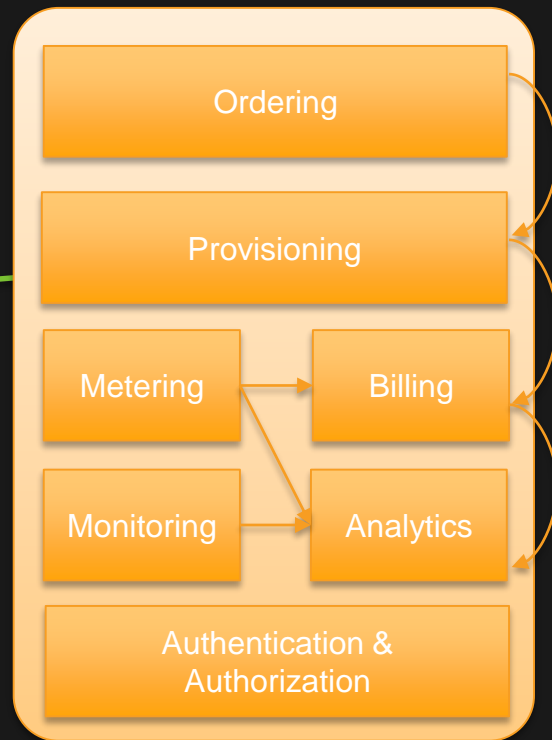 Ordering
Provisioning
Metering
Billing
Monitoring
Analytics
Authentication &
Authorization